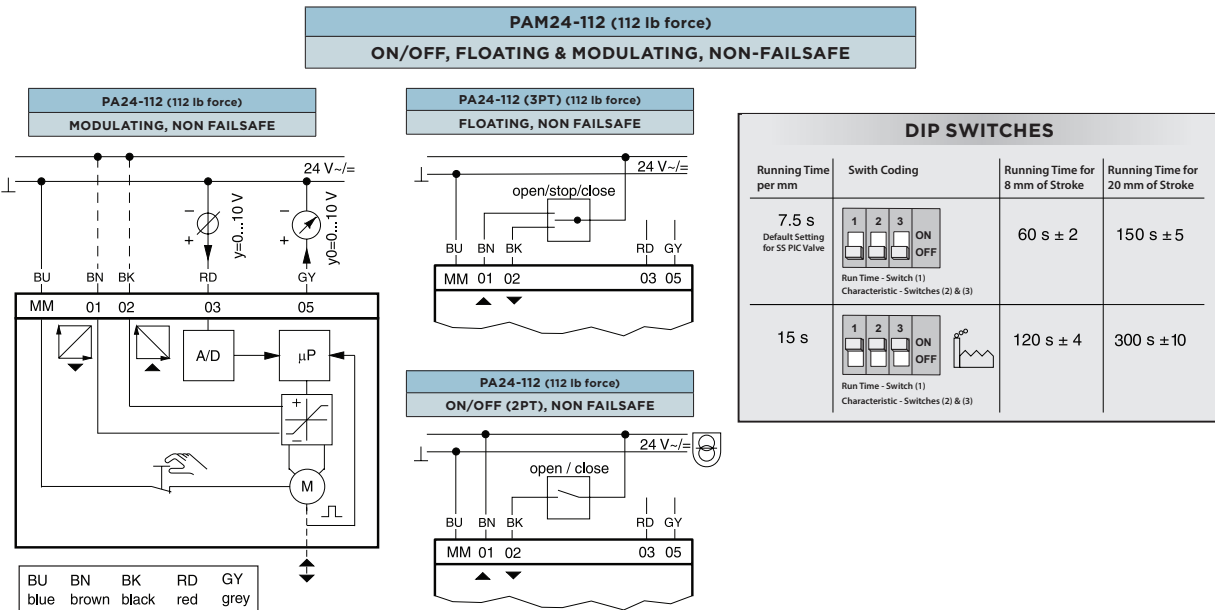 PAM24-112 (112 lb force)
ON/OFF, FLOATING & MODULATING, NON-FAILSAFE
PA24-112 (112 lb force)
MODULATING, NON FAILSAFE
24 V~/=
⊥
y=0...10 V
y0=0...10 V
− −
+ +
BU BN BK RD GY
MM 01 02 03 05
A/D µP
+
−
M
BU BN BK RD GY
blue brown black red grey
PA24-112 (3PT) (112 lb force)
FLOATING, NON FAILSAFE
24 V~/=
⊥
open/stop/close
BU BN BK RD GY
MM 01 02 03 05
PA24-112 (112 lb force)
ON/OFF (2PT), NON FAILSAFE
24 V~/=
⊥
open / close
BU BN BK RD GY
MM 01 02 03 05
DIP SWITCHES
Running Time
per mm
Swith Coding
Running Time for
8 mm of Stroke
Running Time for
20 mm of Stroke
7.5 s
Default Setting
for SS PIC Valve
1 2 3
ON
OFF
Run Time - Switch (1)
Characteristic - Switches (2) & (3)
60 s ± 2
150 s ± 5
15 s
1 2 3
ON
OFF
Run Time - Switch (1)
Characteristic - Switches (2) & (3)
120 s ± 4
300 s ±10